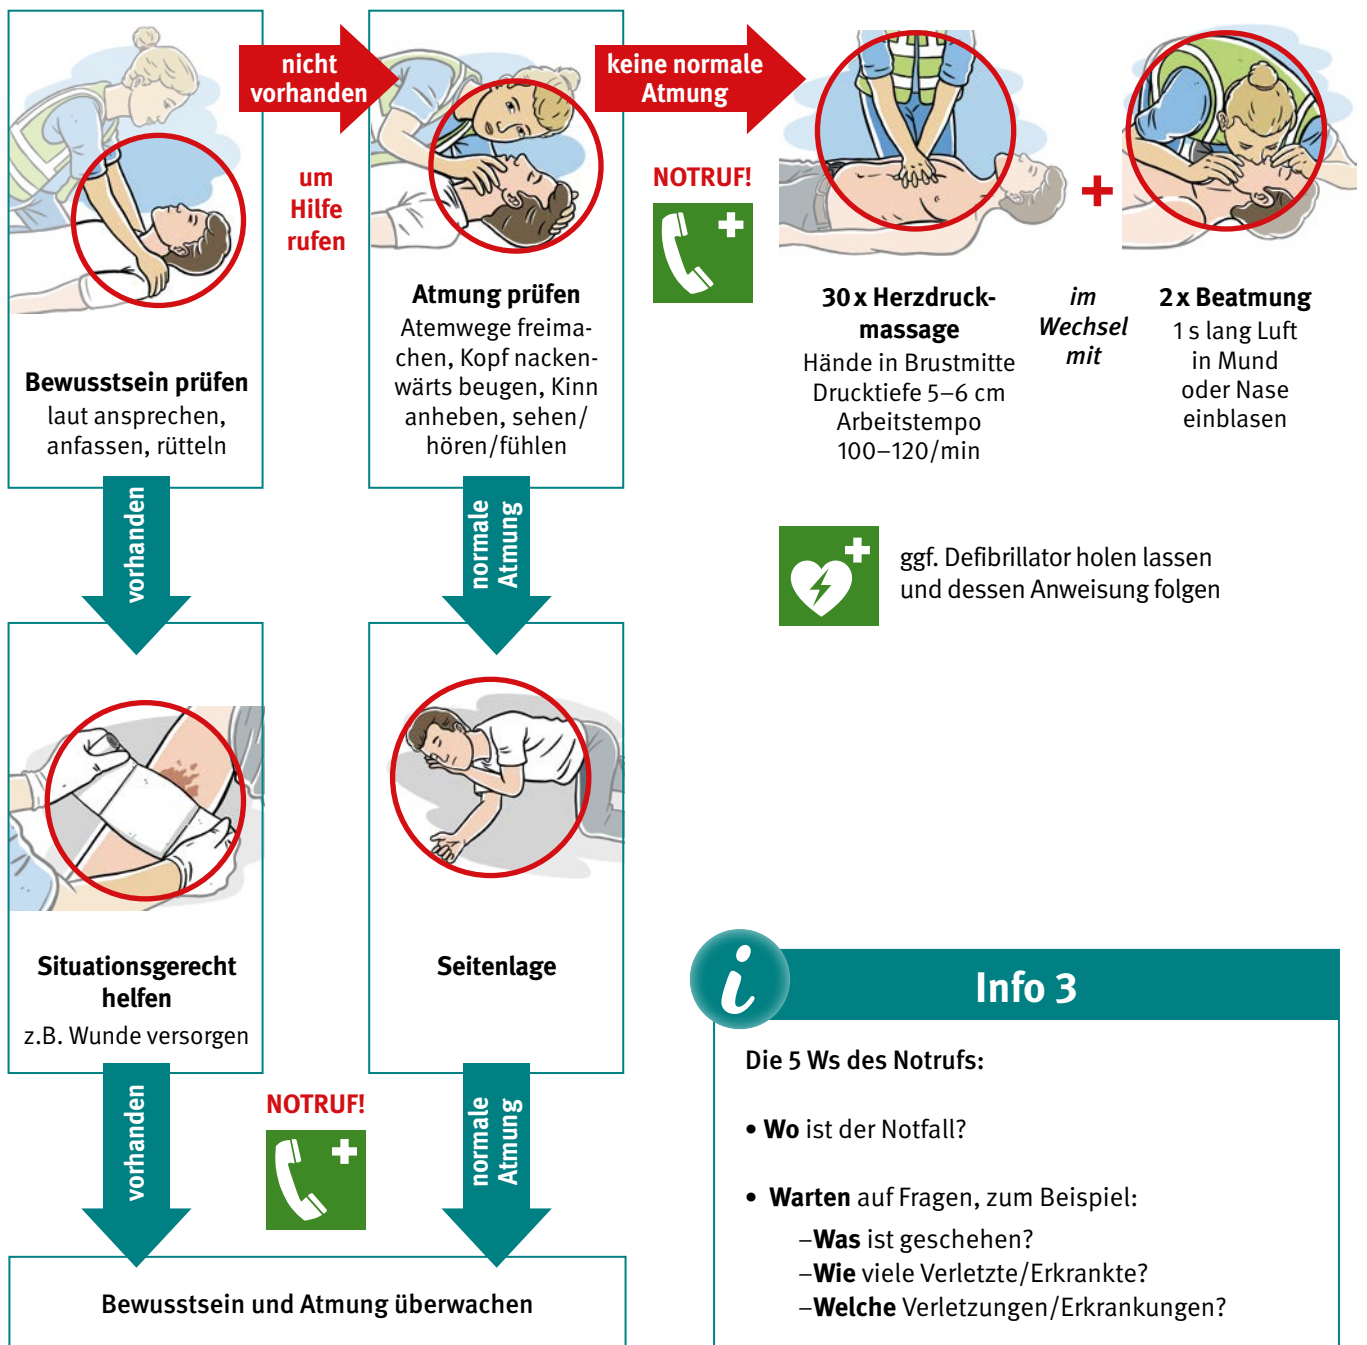 nicht
vorhanden
um
Hilfe
rufen
keine normale
Atmung
NOTRUF!
Bewusstsein prüfen
laut ansprechen,
anfassen, rütteln
Atmung prüfen
Atemwege freima-
chen, Kopf nacken-
wärts beugen, Kinn
anheben, sehen/
hören/fühlen
30 x Herzdruck-
massage
Hände in Brustmitte
Drucktiefe 5–6 cm
Arbeitstempo
100–120/min
+
im
Wechsel
mit
2 x Beatmung
1 s lang Luft
in Mund
oder Nase
einblasen
vorhanden
normale
Atmung
ggf. Defibrillator holen lassen
und dessen Anweisung folgen
Situationsgerecht
helfen
z.B. Wunde versorgen
Seitenlage
vorhanden
NOTRUF!
normale
Atmung
Bewusstsein und Atmung überwachen
i
Info 3
Die 5 Ws des Notrufs:
• Wo ist der Notfall?
• Warten auf Fragen, zum Beispiel:
–Was ist geschehen?
–Wie viele Verletzte/Erkrankte?
–Welche Verletzungen/Erkrankungen?